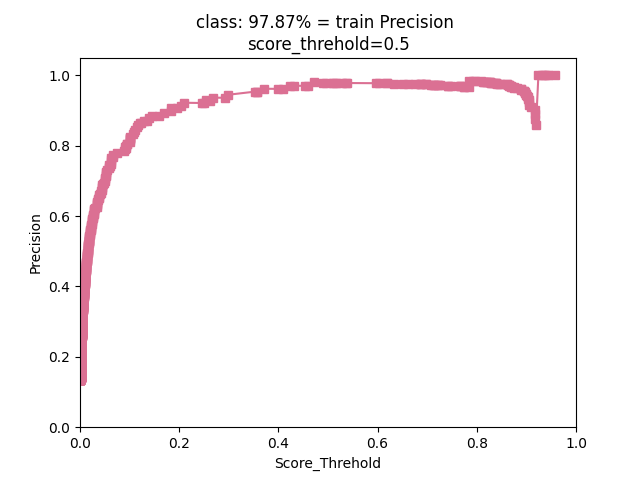 class: 97.87% = train Precision
score_threhold=0.5
1.0
0.8
0.6
0.4
0.2
0.0
Precision
0.0 0.2 0.4 0.6 0.8 1.0
Score_Threhold